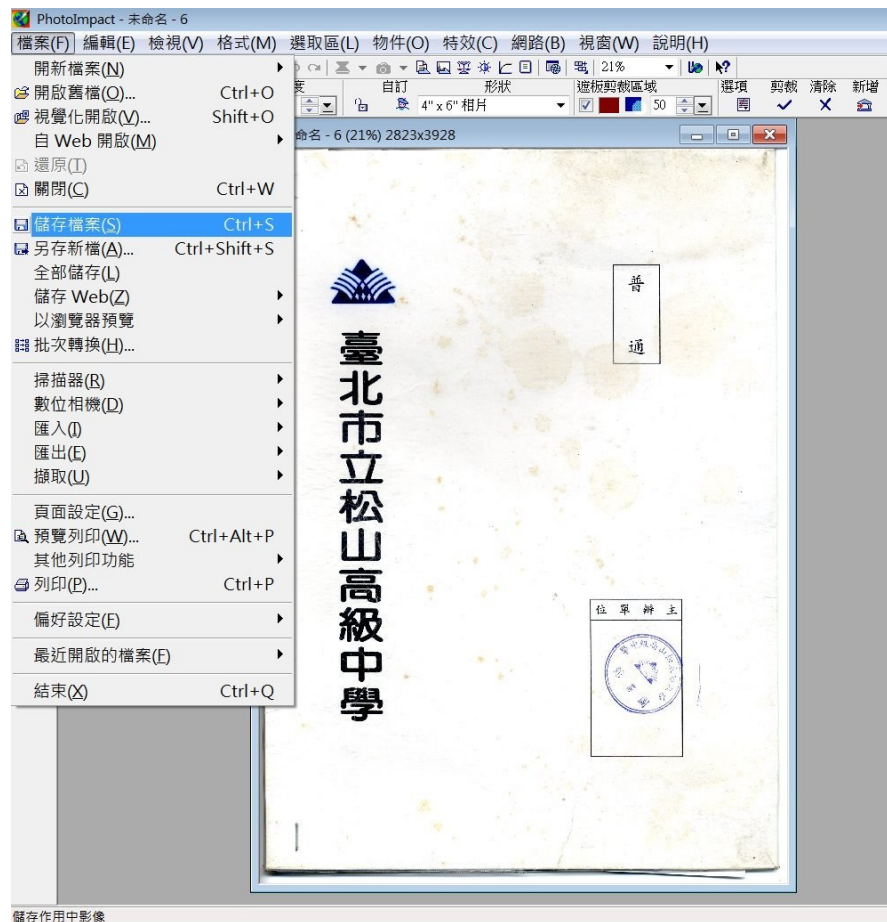 PhotoImpact - 未命名 - 6
檔案(F) 編輯(E) 檢視(V) 格式(M) 選取區(L) 物件(O) 特效(C) 網路(B) 視窗(W) 說明(H)
21%
度 自訂 形狀 遮板剪裁區域 選項 剪裁 清除 新增
4" x 6" 相片 50
開新檔案(N)
開啟舊檔(O)... Ctrl+O
視覺化開啟(V)... Shift+O
自 Web 開啟(M)
還原(T)
關閉(C) Ctrl+W
儲存檔案(S) Ctrl+S
另存新檔(A)... Ctrl+Shift+S
全部儲存(L)
儲存 Web(Z)
以瀏覽器預覽
批次轉換(H)...
掃描器(R)
數位相機(D)
匯入(I)
匯出(E)
擷取(U)
頁面設定(G)...
預覽列印(W)... Ctrl+Alt+P
其他列印功能
列印(P)... Ctrl+P
偏好設定(F)
最近開啟的檔案(F)
結束(X) Ctrl+Q
命名 - 6 (21%) 2823x3928
普通
臺北市立松山高級中學
位單辦主
儲存作用中影像